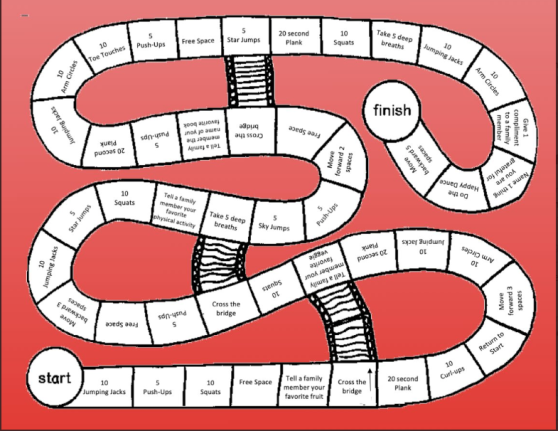 start
10
Jumping Jacks
5
Push-Ups
10
Squats
Free Space
Tell a family
member your
favorite fruit
Cross the
bridge
20 second
Plank
10
Curl-ups
Return to
Start
Move
forward 3
spaces
10
Arm Circles
10
Jumping Jacks
20 second
Plank
Tell a family
member your
favorite
veggie
10
Squats
Cross the
bridge
5
Push-Ups
Free Space
Move
backward 3
spaces
10
Jumping Jacks
5
Star Jumps
10
Squats
Tell a family
member your
favorite
physical activity
Take 5 deep
breaths
5
Sky Jumps
5
Push-Ups
Move
forward 2
spaces
Free Space
Cross the
bridge
Tell a family
member the
name of your
favorite book
5
Push-Ups
20 second
Plank
10
Jumping Jacks
10
Arm Circles
10
Toe Touches
5
Push-Ups
Free Space
5
Star Jumps
20 second
Plank
10
Squats
Take 5 deep
breaths
10
Jumping Jacks
10
Arm Circles
Give 1
compliment
to a family
member
Name 1 thing
you are
grateful for
Do the
Happy Dance
Move
backward 5
spaces
finish